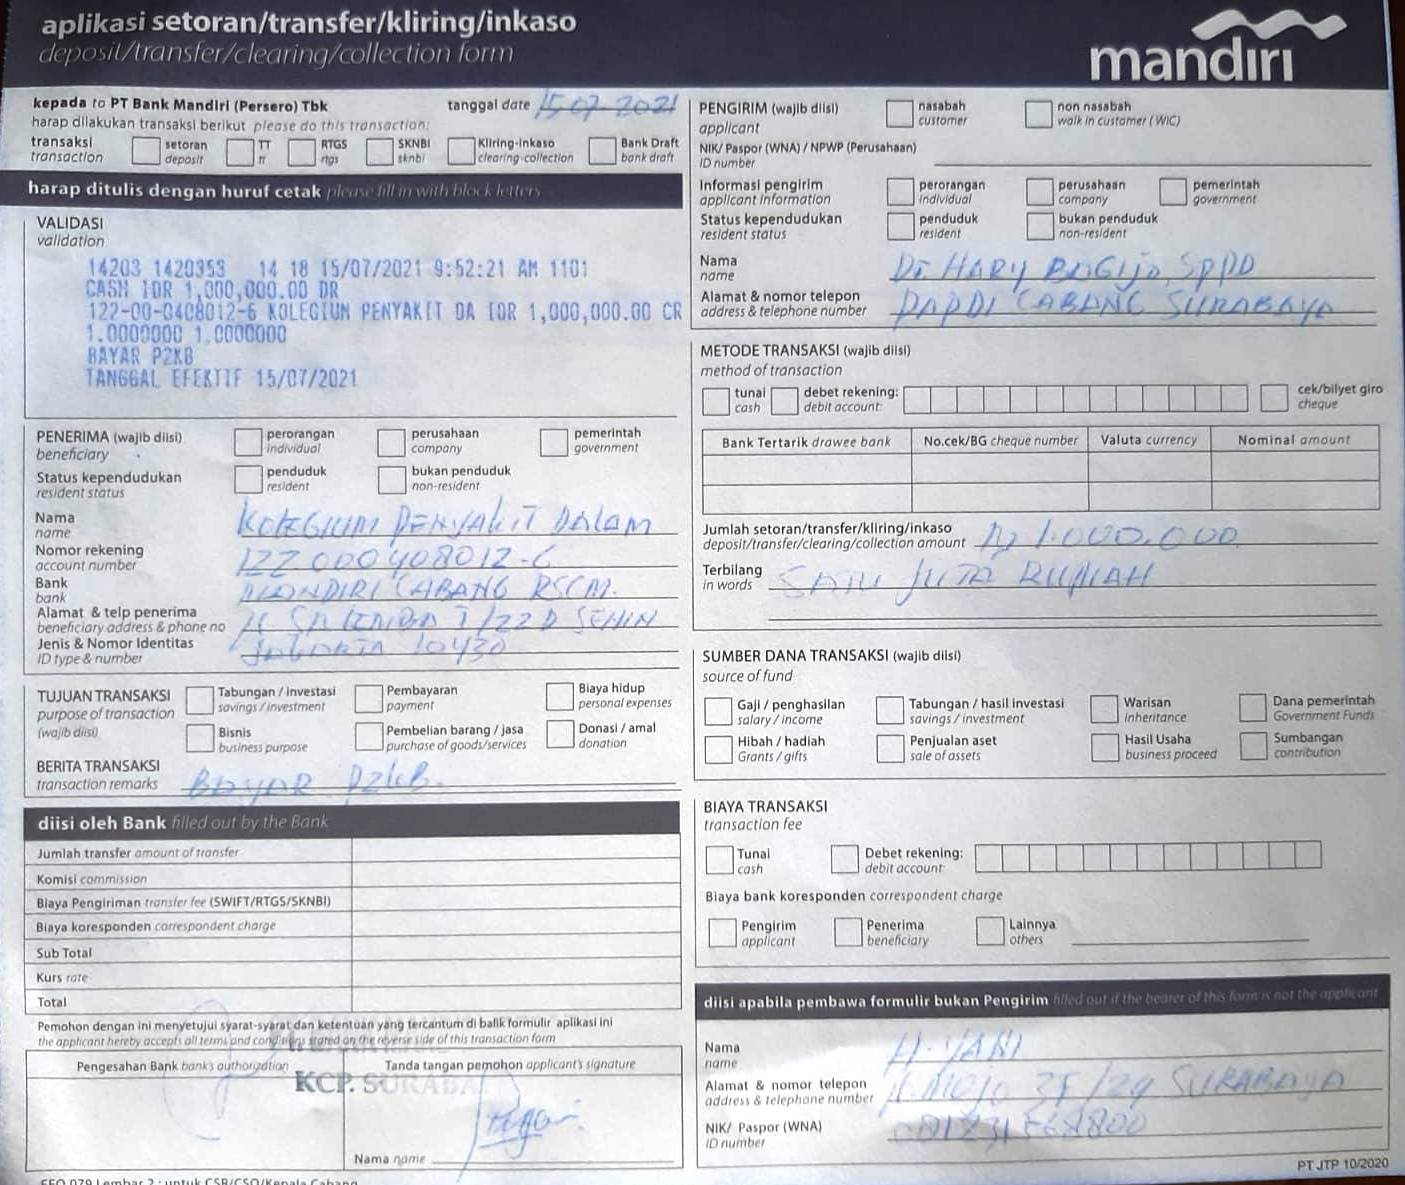 aplikasi setoran/transfer/kliring/inkaso
deposit/transfer/clearing/collection form
mandiri
kepada to PT Bank Mandiri (Persero) Tbk
tanggal date 15-07-2021
harap dilakukan transaksi berikut please do this transaction:
transaksi transaction
setoran deposit
TT tt
RTGS rtgs
SKNBI sknbi
Kliring-inkaso clearing-collection
Bank Draft bank draft
harap ditulis dengan huruf cetak please fill in with block letters
VALIDASI
validation
14203 1420353 14 18 15/07/2021 9:52:21 AM 1101
CASH IDR 1,000,000.00 DR
122-00-0408012-6 KOLEGIUM PENYAKIT DA IDR 1,000,000.00 CR
1.0000000 1.0000000
BAYAR P2KB
TANGGAL EFEKTIF 15/07/2021
PENERIMA (wajib diisi)
beneficiary
perorangan individual
perusahaan company
pemerintah government
Status kependudukan
resident status
penduduk resident
bukan penduduk non-resident
Nama
name
KOLEGIUM PENYAKIT DALAM
Nomor rekening
account number
122 000408012-6
Bank
bank
MANDIRI CABANG RSCM.
Alamat & telp penerima
beneficiary address & phone no
Jl SALEMBA I/22 D SENIN
Jenis & Nomor Identitas
ID type & number
JAKARTA 10430
TUJUAN TRANSAKSI
purpose of transaction
(wajib diisi)
Tabungan / investasi savings / investment
Pembayaran payment
Biaya hidup personal expenses
Bisnis business purpose
Pembelian barang / jasa purchase of goods/services
Donasi / amal donation
BERITA TRANSAKSI
transaction remarks
BAYAR P2KB.
diisi oleh Bank filled out by the Bank
Jumlah transfer amount of transfer
Komisi commission
Biaya Pengiriman transfer fee (SWIFT/RTGS/SKNBI)
Biaya koresponden correspondent charge
Sub Total
Kurs rate
Total
Pemohon dengan ini menyetujui syarat-syarat dan ketentuan yang tercantum di balik formulir aplikasi ini
the applicant hereby accepts all terms and conditions stated on the reverse side of this transaction form
Pengesahan Bank bank's authorization
Tanda tangan pemohon applicant's signature
KCP. SURABA
Nama name
FFO 079 Lembar 2 : untuk CSR/CSO/Kepala Cabang
PENGIRIM (wajib diisi)
applicant
nasabah customer
non nasabah walk in customer (WIC)
NIK/ Paspor (WNA) / NPWP (Perusahaan)
ID number
Informasi pengirim
applicant information
perorangan individual
perusahaan company
pemerintah government
Status kependudukan
resident status
penduduk resident
bukan penduduk non-resident
Nama
name
Dr. HARY SPPD
Alamat & nomor telepon
address & telephone number
PAPDI CABANG SURABAYA
METODE TRANSAKSI (wajib diisi)
method of transaction
tunai cash
debet rekening: debit account:
cek/bilyet giro cheque
Bank Tertarik drawee bank
No.cek/BG cheque number
Valuta currency
Nominal amount
Jumlah setoran/transfer/kliring/inkaso
deposit/transfer/clearing/collection amount
Rp 1.000.000
Terbilang
in words
SATU JUTA RUPIAH
SUMBER DANA TRANSAKSI (wajib diisi)
source of fund
Gaji / penghasilan salary / income
Tabungan / hasil investasi savings / investment
Warisan inheritance
Dana pemerintah Government Funds
Hibah / hadiah Grants / gifts
Penjualan aset sale of assets
Hasil Usaha business proceed
Sumbangan contribution
BIAYA TRANSAKSI
transaction fee
Tunai cash
Debet rekening: debit account:
Biaya bank koresponden correspondent charge
Pengirim applicant
Penerima beneficiary
Lainnya others
diisi apabila pembawa formulir bukan Pengirim filled out if the bearer of this form is not the applicant
Nama
name
Alamat & nomor telepon
address & telephone number
SURABAYA
NIK/ Paspor (WNA)
ID number
PT JTP 10/2020